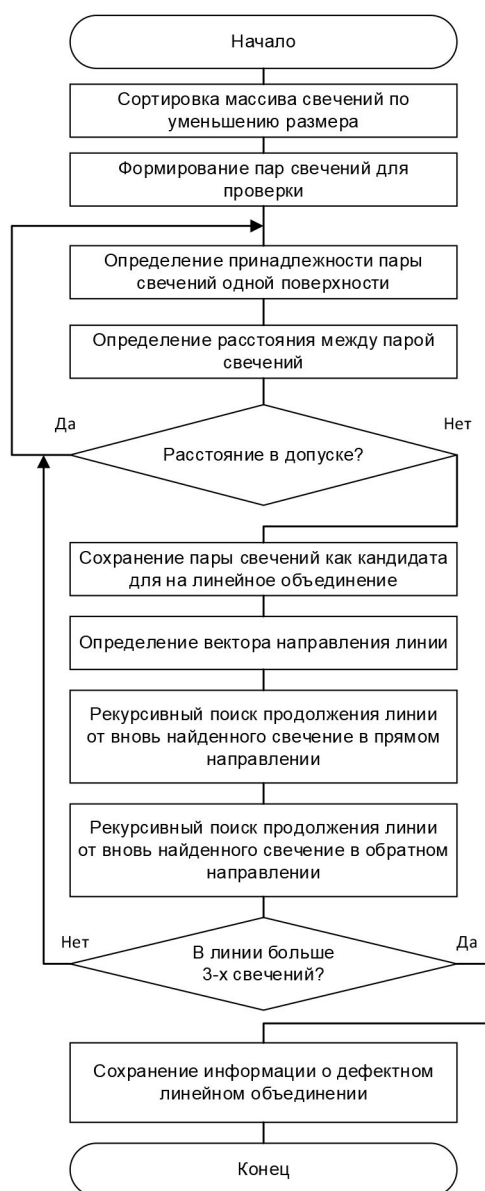 Начало
Сортировка массива свечений по
уменьшению размера
Формирование пар свечений для
проверки
Определение принадлежности пары
свечений одной поверхности
Определение расстояния между парой
свечений
Да
Нет
Расстояние в допуске?
Сохранение пары свечений как кандидата
для на линейное объединение
Определение вектора направления линии
Рекурсивный поиск продолжения линии
от вновь найденного свечение в прямом
направлении
Рекурсивный поиск продолжения линии
от вновь найденного свечение в обратном
направлении
Нет
Да
В линии больше
3-х свечений?
Сохранение информации о дефектном
линейном объединении
Конец